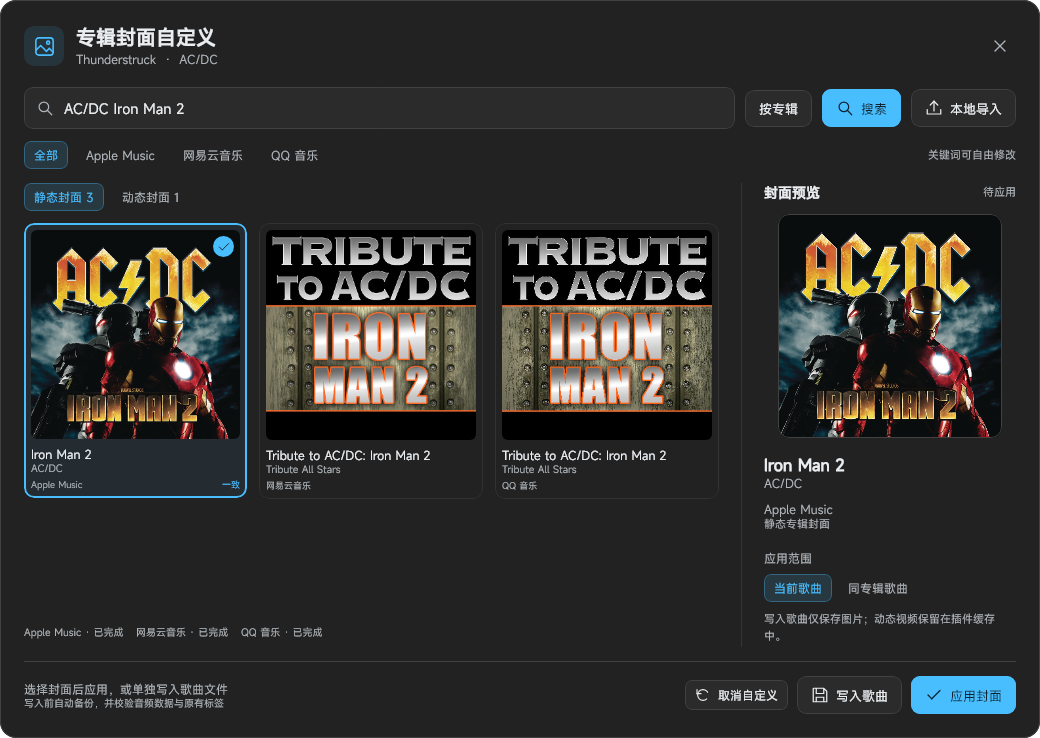 专辑封面自定义
Thunderstruck · AC/DC
AC/DC Iron Man 2
按专辑
搜索
本地导入
全部
Apple Music
网易云音乐
QQ 音乐
关键词可自由修改
静态封面 3
动态封面 1
封面预览
待应用
AC DC
IRON MAN 2
TRIBUTE
TO AC/DC
IRON
MAN 2
TRIBUTE
TO AC/DC
IRON
MAN 2
AC DC
IRON MAN 2
Iron Man 2
AC/DC
Apple Music
一致
Tribute to AC/DC: Iron Man 2
Tribute All Stars
网易云音乐
Tribute to AC/DC: Iron Man 2
Tribute All Stars
QQ 音乐
Iron Man 2
AC/DC
Apple Music
静态专辑封面
应用范围
当前歌曲
同专辑歌曲
写入歌曲仅保存图片；动态视频保留在插件缓存
中。
Apple Music · 已完成 网易云音乐 · 已完成 QQ 音乐 · 已完成
选择封面后应用，或单独写入歌曲文件
写入前自动备份，并校验音频数据与原有标签
取消自定义
写入歌曲
应用封面